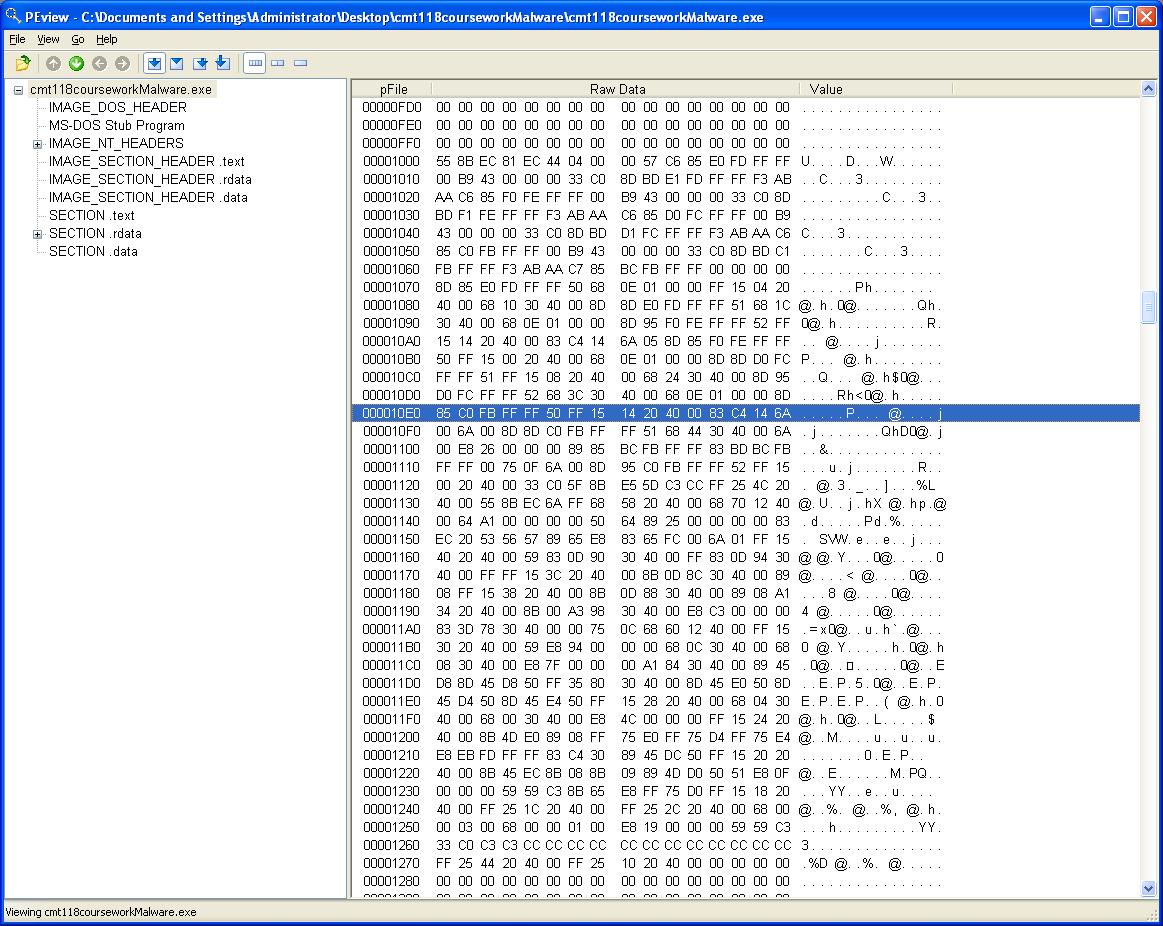 PEview - C:\Documents and Settings\Administrator\Desktop\cmt118courseworkMalware\cmt118courseworkMalware.exe
File View Go Help
cmt118courseworkMalware.exe
IMAGE_DOS_HEADER
MS-DOS Stub Program
IMAGE_NT_HEADERS
IMAGE_SECTION_HEADER .text
IMAGE_SECTION_HEADER .rdata
IMAGE_SECTION_HEADER .data
SECTION .text
SECTION .rdata
SECTION .data
pFile Raw Data Value
00000FD0 00 00 00 00 00 00 00 00 00 00 00 00 00 00 00 00 ................
00000FE0 00 00 00 00 00 00 00 00 00 00 00 00 00 00 00 00 ................
00000FF0 00 00 00 00 00 00 00 00 00 00 00 00 00 00 00 00 ................
00001000 55 8B EC 81 EC 44 04 00 00 57 C6 85 E0 FD FF FF U....D...W......
00001010 00 B9 43 00 00 00 33 C0 8D BD E1 FD FF FF F3 AB ..C...3.........
00001020 AA C6 85 F0 FE FF FF 00 B9 43 00 00 00 33 C0 8D .........C...3..
00001030 BD F1 FE FF FF F3 AB AA C6 85 D0 FC FF FF 00 B9 ................
00001040 43 00 00 00 33 C0 8D BD D1 FC FF FF F3 AB AA C6 C...3...........
00001050 85 C0 FB FF FF 00 B9 43 00 00 00 33 C0 8D BD C1 .......C...3....
00001060 FB FF FF F3 AB AA C7 85 BC FB FF FF 00 00 00 00 ................
00001070 8D 85 E0 FD FF FF 50 68 0E 01 00 00 FF 15 04 20 ......Ph.......
00001080 40 00 68 10 30 40 00 8D 8D E0 FD FF FF 51 68 1C @.h.0@.......Qh.
00001090 30 40 00 68 0E 01 00 00 8D 95 F0 FE FF FF 52 FF 0@.h..........R.
000010A0 15 14 20 40 00 83 C4 14 6A 05 8D 85 F0 FE FF FF .. @....j.......
000010B0 50 FF 15 00 20 40 00 68 0E 01 00 00 8D 8D D0 FC P... @.h........
000010C0 FF FF 51 FF 15 08 20 40 00 68 24 30 40 00 8D 95 ..Q... @.h$0@...
000010D0 D0 FC FF FF 52 68 3C 30 40 00 68 0E 01 00 00 8D ....Rh<0@.h.....
000010E0 85 C0 FB FF FF 50 FF 15 14 20 40 00 83 C4 14 6A .....P... @....j
000010F0 00 6A 00 8D 8D C0 FB FF FF 51 68 44 30 40 00 6A .j.......QhD0@.j
00001100 00 E8 26 00 00 00 89 85 BC FB FF FF 83 BD BC FB ..&.............
00001110 FF FF 00 75 0F 6A 00 8D 95 C0 FB FF FF 52 FF 15 ...u.j.......R..
00001120 00 20 40 00 33 C0 5F 8B E5 5D C3 CC FF 25 4C 20 . @.3._..]...%L
00001130 40 00 55 8B EC 6A FF 68 58 20 40 00 68 70 12 40 @.U..j.hX @.hp.@
00001140 00 64 A1 00 00 00 00 50 64 89 25 00 00 00 00 83 .d.....Pd.%.....
00001150 EC 20 53 56 57 89 65 E8 83 65 FC 00 6A 01 FF 15 . SVW.e..e..j...
00001160 40 20 40 00 59 83 0D 90 30 40 00 FF 83 0D 94 30 @ @.Y...0@.....0
00001170 40 00 FF FF 15 3C 20 40 00 8B 0D 8C 30 40 00 89 @....< @....0@..
00001180 08 FF 15 38 20 40 00 8B 0D 88 30 40 00 89 08 A1 ...8 @....0@....
00001190 34 20 40 00 8B 00 A3 98 30 40 00 E8 C3 00 00 00 4 @.....0@......
000011A0 83 3D 78 30 40 00 00 75 0C 68 60 12 40 00 FF 15 .=x0@..u.h`.@...
000011B0 30 20 40 00 59 E8 94 00 00 00 68 0C 30 40 00 68 0 @.Y.....h.0@.h
000011C0 08 30 40 00 E8 7F 00 00 00 A1 84 30 40 00 89 45 .0@..□.....0@..E
000011D0 D8 8D 45 D8 50 FF 35 80 30 40 00 8D 45 E0 50 8D ..E.P.5.0@..E.P.
000011E0 45 D4 50 8D 45 E4 50 FF 15 28 20 40 00 68 04 30 E.P.E.P..( @.h.0
000011F0 40 00 68 00 30 40 00 E8 4C 00 00 00 FF 15 24 20 @.h.0@..L.....$
00001200 40 00 8B 4D E0 89 08 FF 75 E0 FF 75 D4 FF 75 E4 @..M....u..u..u.
00001210 E8 EB FD FF FF 83 C4 30 89 45 DC 50 FF 15 20 20 .......0.E.P..
00001220 40 00 8B 45 EC 8B 08 8B 09 89 4D D0 50 51 E8 0F @..E......M.PQ..
00001230 00 00 00 59 59 C3 8B 65 E8 FF 75 D0 FF 15 18 20 ...YY..e..u....
00001240 40 00 FF 25 1C 20 40 00 FF 25 2C 20 40 00 68 00 @..%. @..%, @.h.
00001250 00 03 00 68 00 00 01 00 E8 19 00 00 00 59 59 C3 ...h.........YY.
00001260 33 C0 C3 C3 CC CC CC CC CC CC CC CC CC CC CC CC 3...............
00001270 FF 25 44 20 40 00 FF 25 10 20 40 00 00 00 00 00 .%D @..%. @.....
00001280 00 00 00 00 00 00 00 00 00 00 00 00 00 00 00 00 ................
Viewing cmt118courseworkMalware.exe